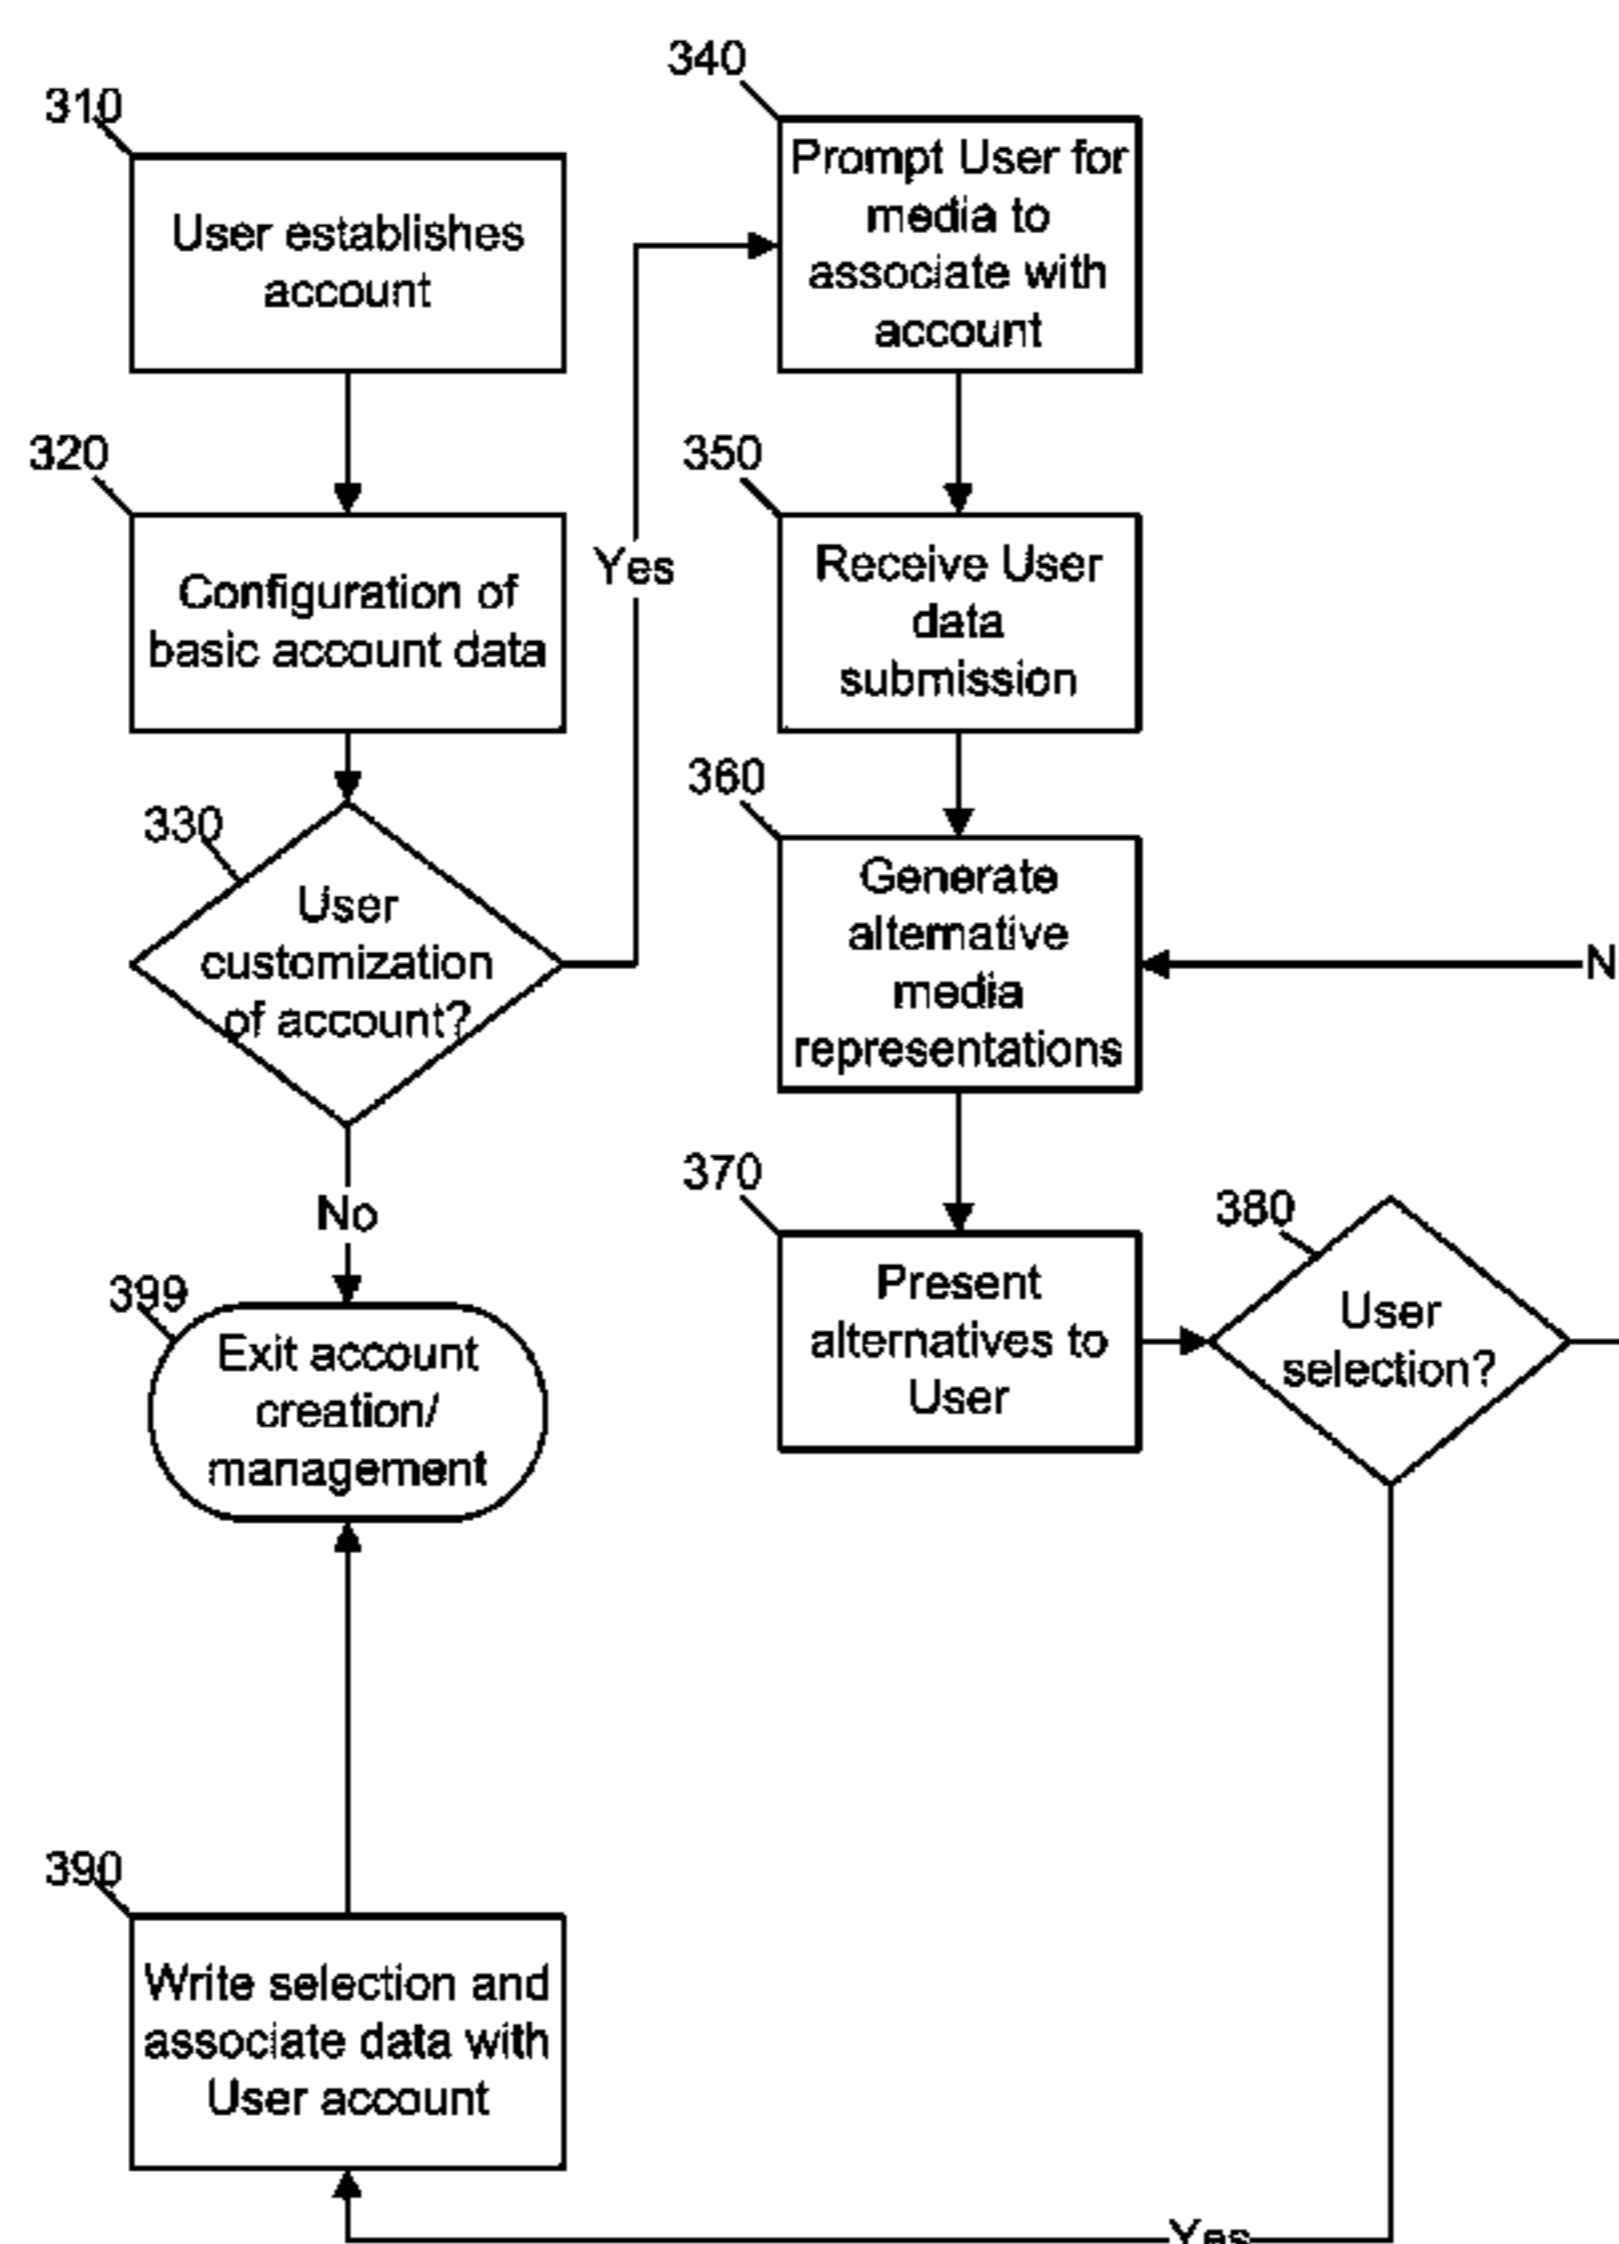 310
User establishes
account
320
Configuration of
basic account data
330
User
customization
of account?
Yes
No
399
Exit account
creation/
management
390
Write selection and
associate data with
User account
340
Prompt User for
media to
associate with
account
350
Receive User
data
submission
360
Generate
alternative
media
representations
N
370
Present
alternatives to
User
380
User
selection?
Yes